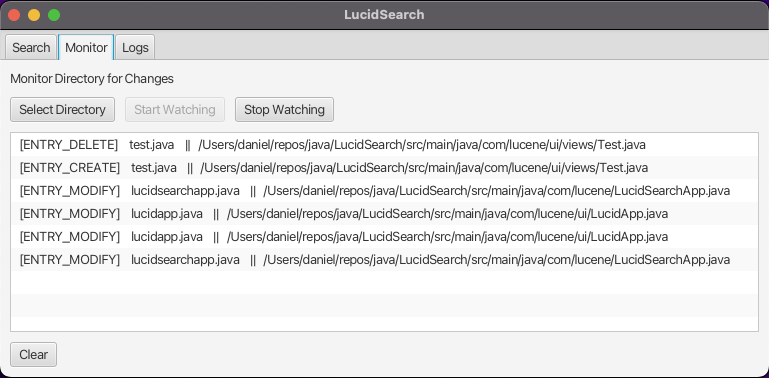 LucidSearch
Search Monitor Logs
Monitor Directory for Changes
Select Directory Start Watching Stop Watching
[ENTRY_DELETE] test.java || /Users/daniel/repos/java/LucidSearch/src/main/java/com/lucene/ui/views/Test.java
[ENTRY_CREATE] test.java || /Users/daniel/repos/java/LucidSearch/src/main/java/com/lucene/ui/views/Test.java
[ENTRY_MODIFY] lucidsearchapp.java || /Users/daniel/repos/java/LucidSearch/src/main/java/com/lucene/LucidSearchApp.java
[ENTRY_MODIFY] lucidapp.java || /Users/daniel/repos/java/LucidSearch/src/main/java/com/lucene/ui/LucidApp.java
[ENTRY_MODIFY] lucidapp.java || /Users/daniel/repos/java/LucidSearch/src/main/java/com/lucene/ui/LucidApp.java
[ENTRY_MODIFY] lucidsearchapp.java || /Users/daniel/repos/java/LucidSearch/src/main/java/com/lucene/LucidSearchApp.java
Clear